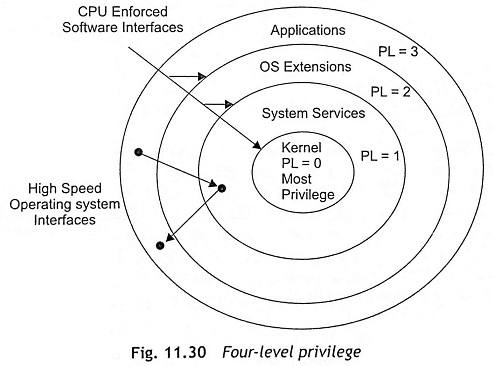 CPU Enforced
Software Interfaces
Applications
PL = 3
OS Extensions
PL = 2
System Services
Kernel
PL = 0
Most
Privilege
PL = 1
High Speed
Operating system
Interfaces
Fig. 11.30 Four-level privilege